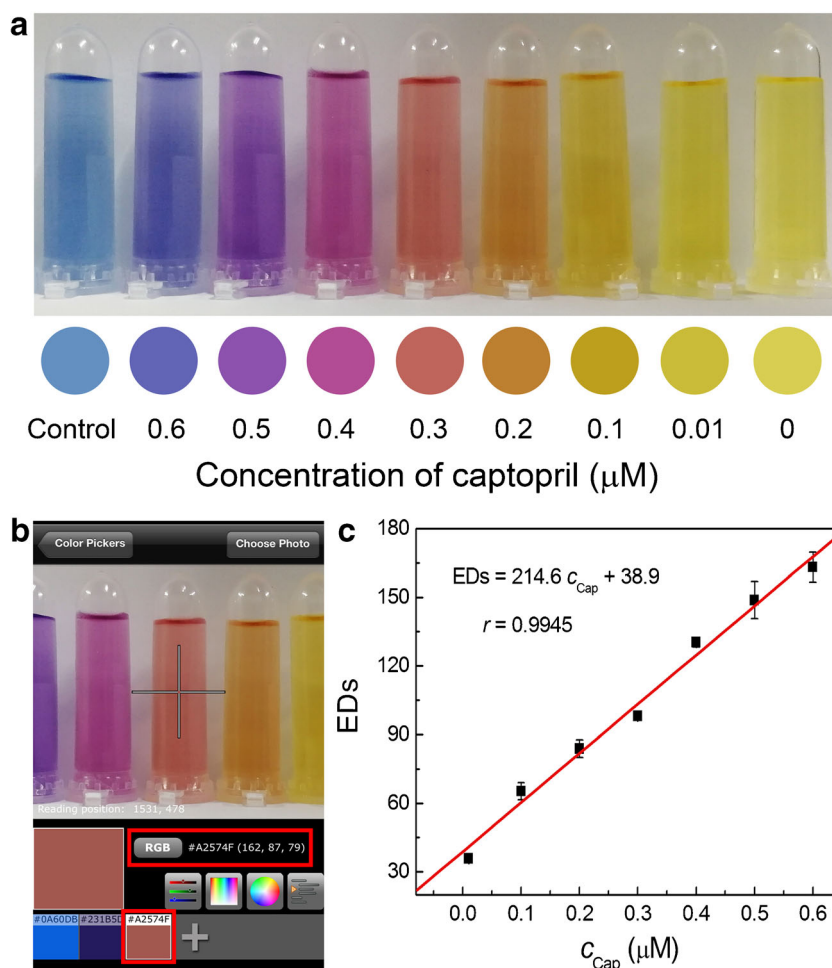 a
Control 0.6 0.5 0.4 0.3 0.2 0.1 0.01 0
Concentration of captopril (μM)
b
Color Pickers Choose Photo
Reading position: 1531, 478
RGB #A2574F (162, 87, 79)
#0A60DB #231B5D #A2574F
c
180
150
120
90
60
30
EDs
EDs = 214.6 cCap + 38.9
r = 0.9945
0.0 0.1 0.2 0.3 0.4 0.5 0.6
cCap (μM)